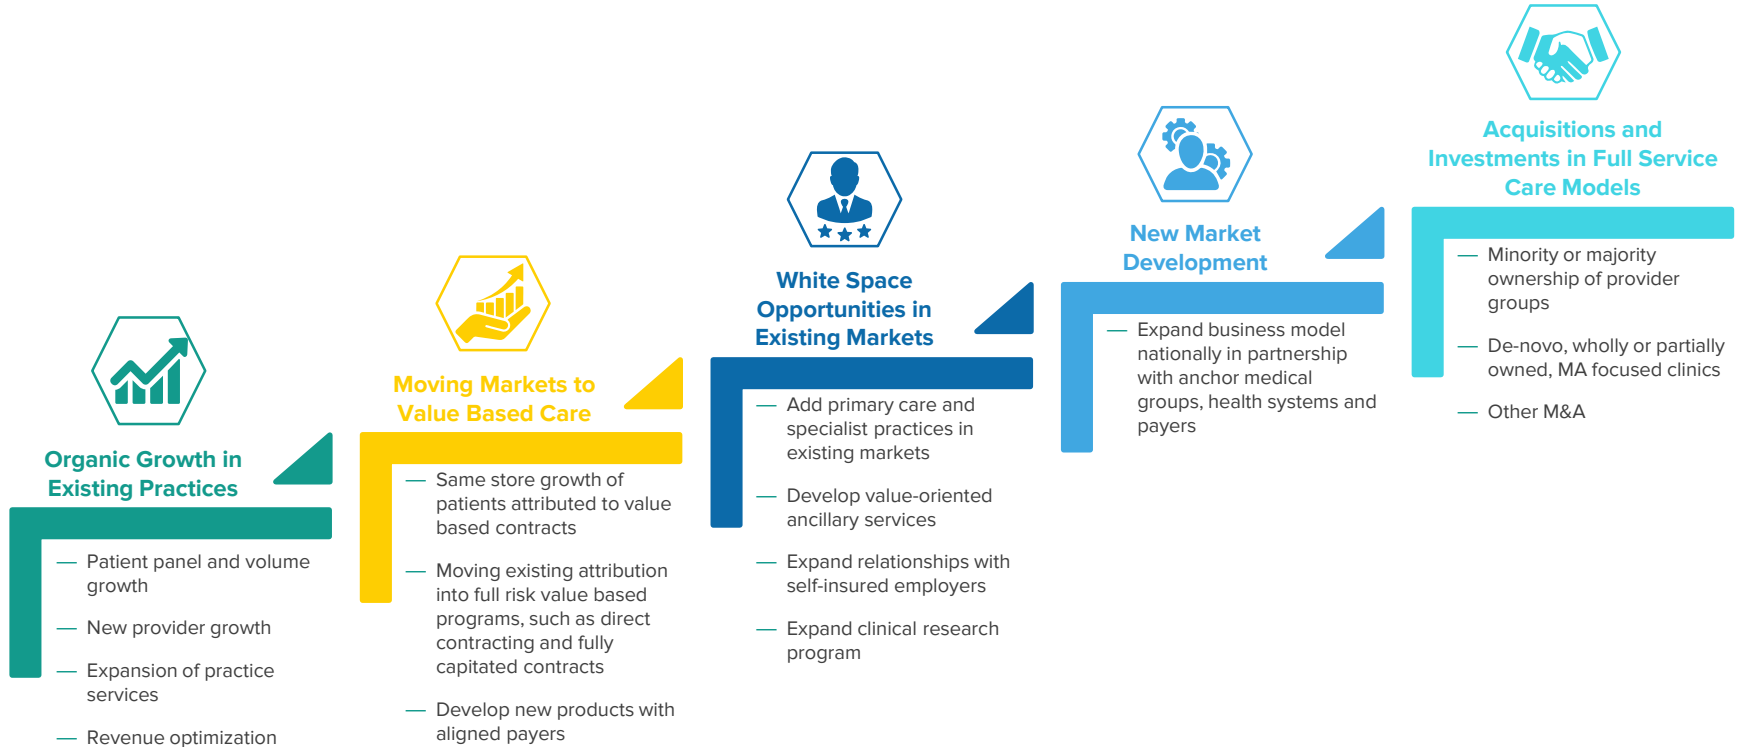 Organic Growth in
Existing Practices
— Patient panel and volume
growth
— New provider growth
— Expansion of practice
services
— Revenue optimization
Moving Markets to
Value Based Care
— Same store growth of
patients attributed to value
based contracts
— Moving existing attribution
into full risk value based
programs, such as direct
contracting and fully
capitated contracts
— Develop new products with
aligned payers
White Space
Opportunities in
Existing Markets
— Add primary care and
specialist practices in
existing markets
— Develop value-oriented
ancillary services
— Expand relationships with
self-insured employers
— Expand clinical research
program
New Market
Development
— Expand business model
nationally in partnership
with anchor medical
groups, health systems and
payers
Acquisitions and
Investments in Full Service
Care Models
— Minority or majority
ownership of provider
groups
— De-novo, wholly or partially
owned, MA focused clinics
— Other M&A